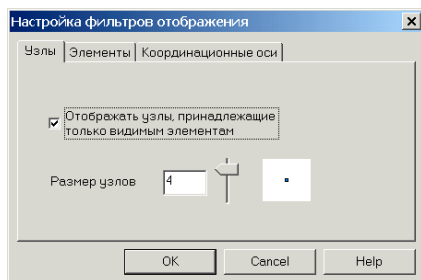 Настройка фильтров отображения
Узлы Элементы Координационные оси
Отображать узлы, принадлежащие
только видимым элементам
Размер узлов 4
OK Cancel Help